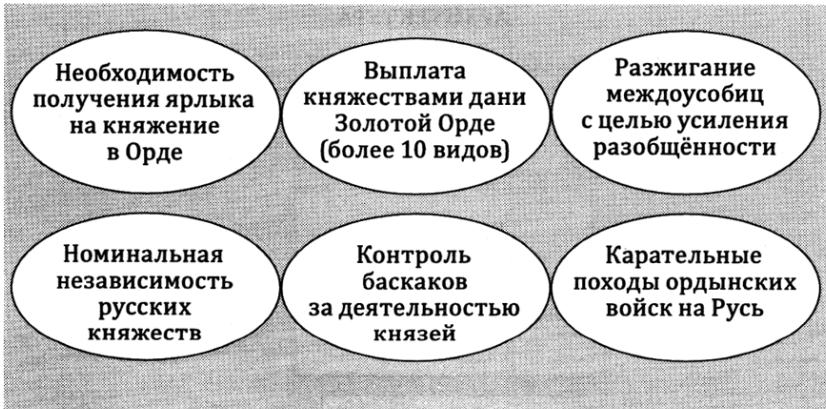 Необходимость
получения ярлыка
на княжение
в Орде
Выплата
княжествами дани
Золотой Орде
(более 10 видов)
Разжигание
междоусобиц
с целью усиления
разобщённости
Номинальная
независимость
русских
княжеств
Контроль
баскаков
за деятельностью
князей
Карательные
походы ордынских
войск на Русь